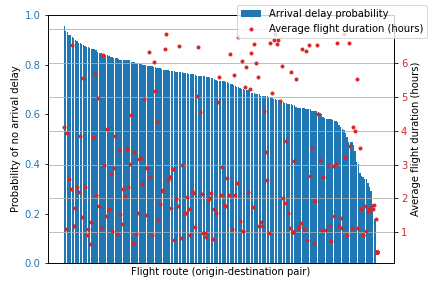 Arrival delay probability
Average flight duration (hours)
1.0
0.8
0.6
0.4
0.2
0.0
Probability of no arrival delay
6
5
4
3
2
1
Average flight duration (hours)
Flight route (origin-destination pair)